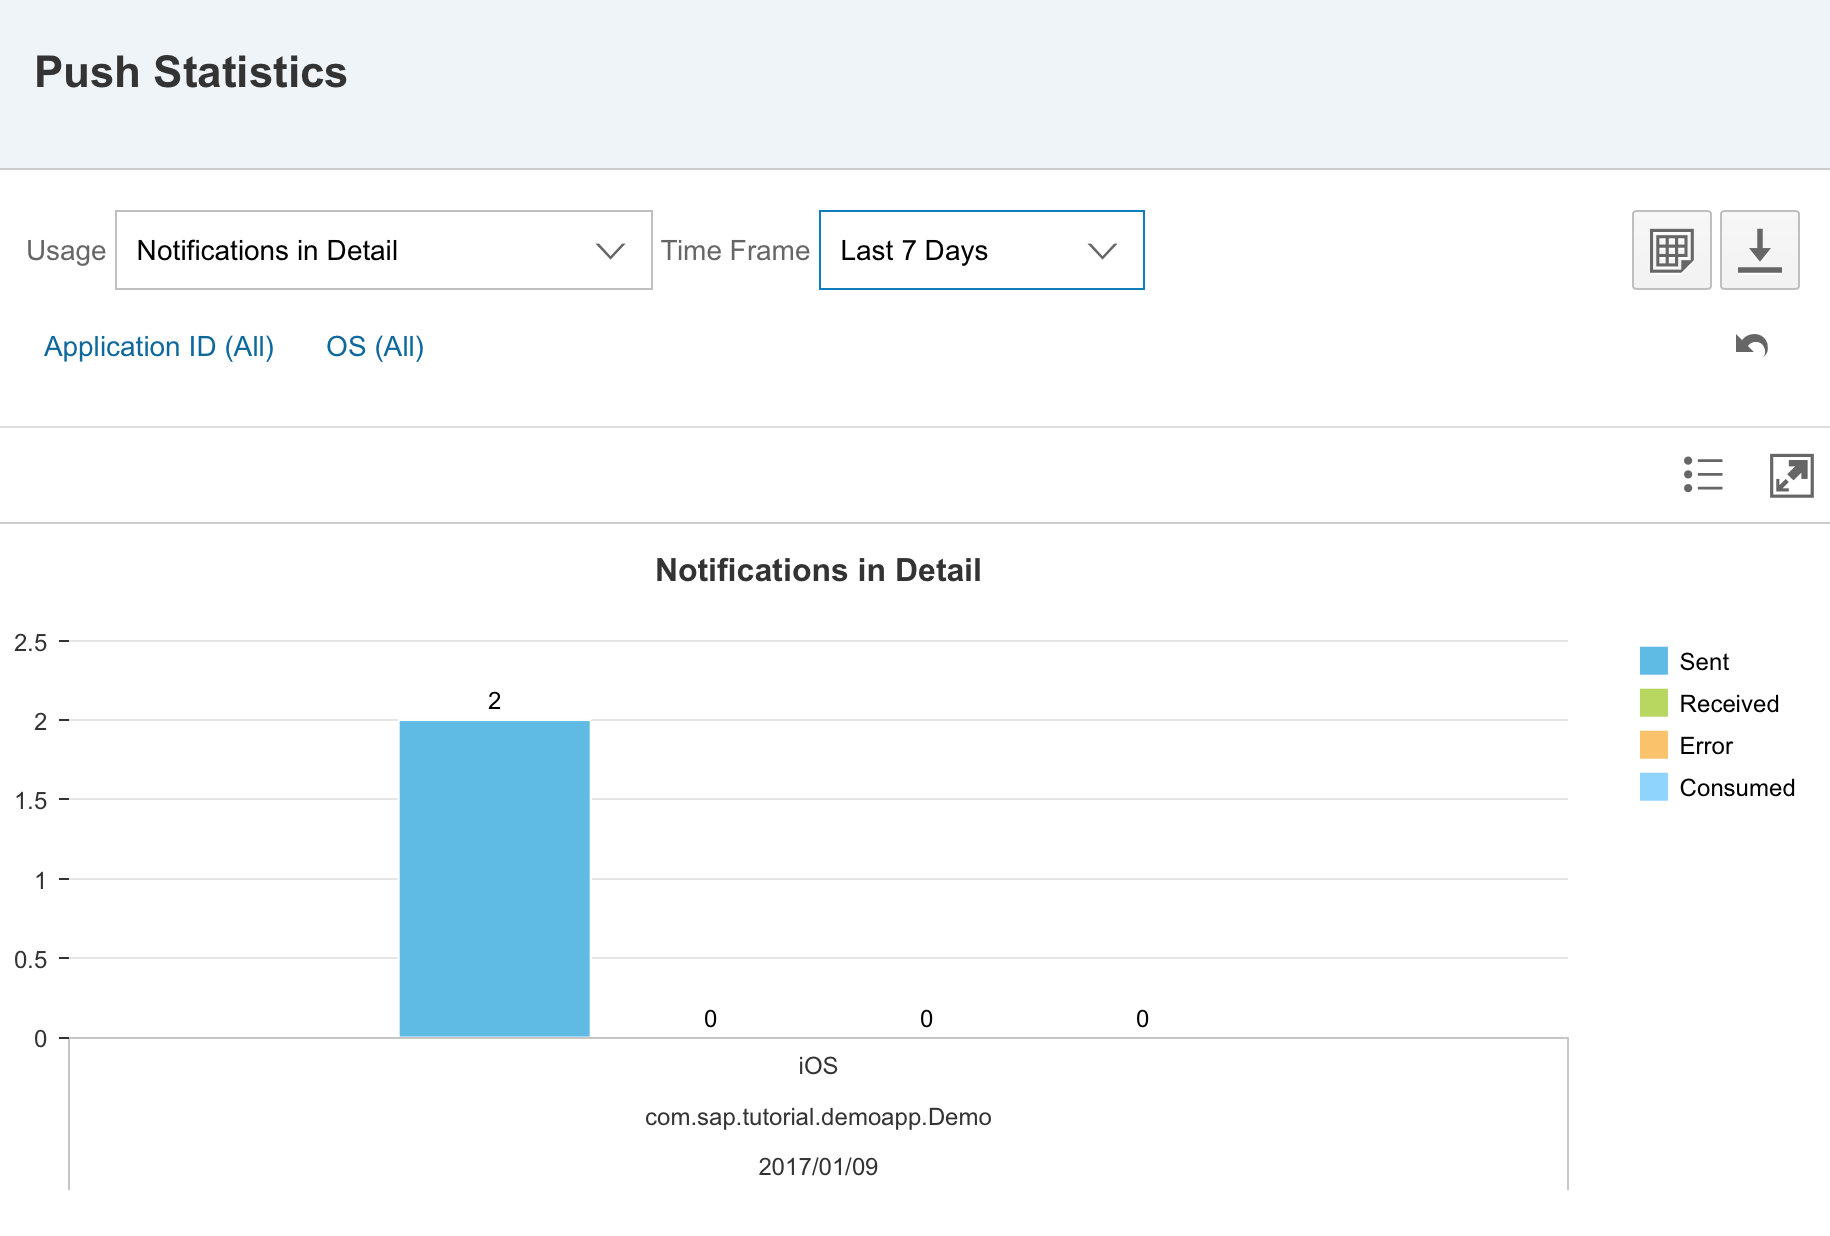 Push Statistics
Usage Notifications in Detail Time Frame Last 7 Days
Application ID (All) OS (All)
Notifications in Detail
2.5
2
1.5
1
0.5
0
2
0 0 0
iOS
com.sap.tutorial.demoapp.Demo
2017/01/09
Sent
Received
Error
Consumed